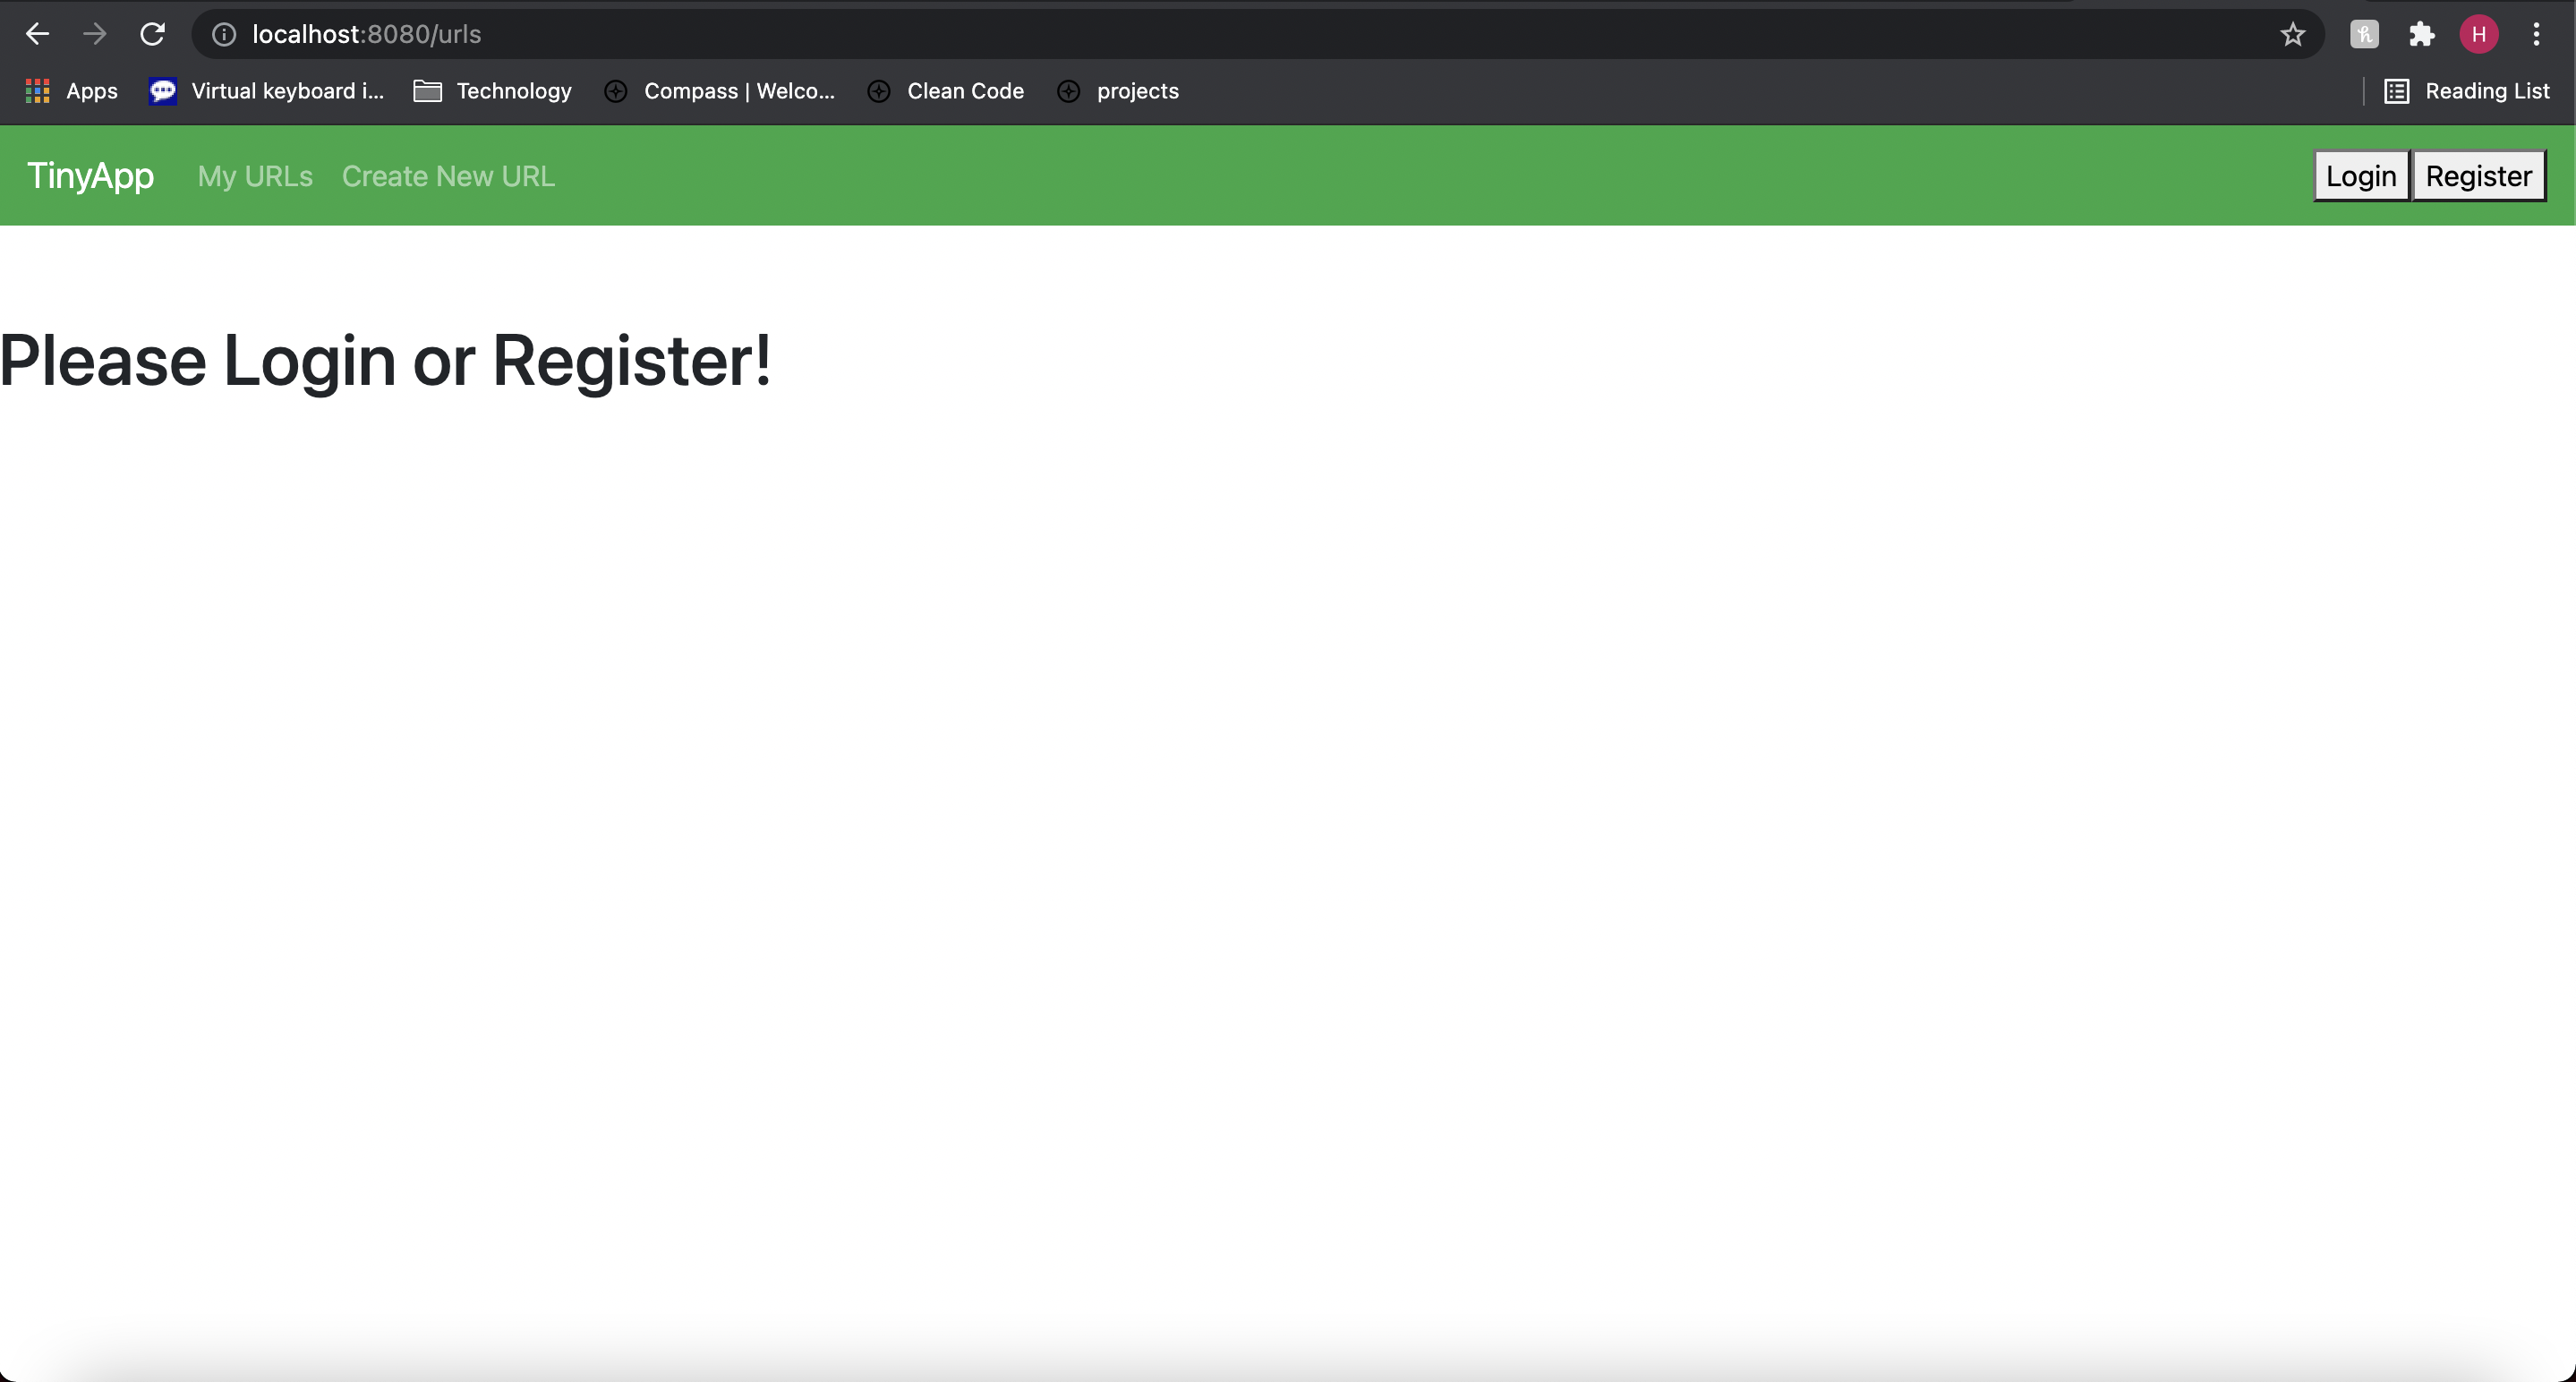 localhost:8080/urls
H
Apps Virtual keyboard i... Technology Compass | Welco... Clean Code projects Reading List
TinyApp My URLs Create New URL Login Register
Please Login or Register!